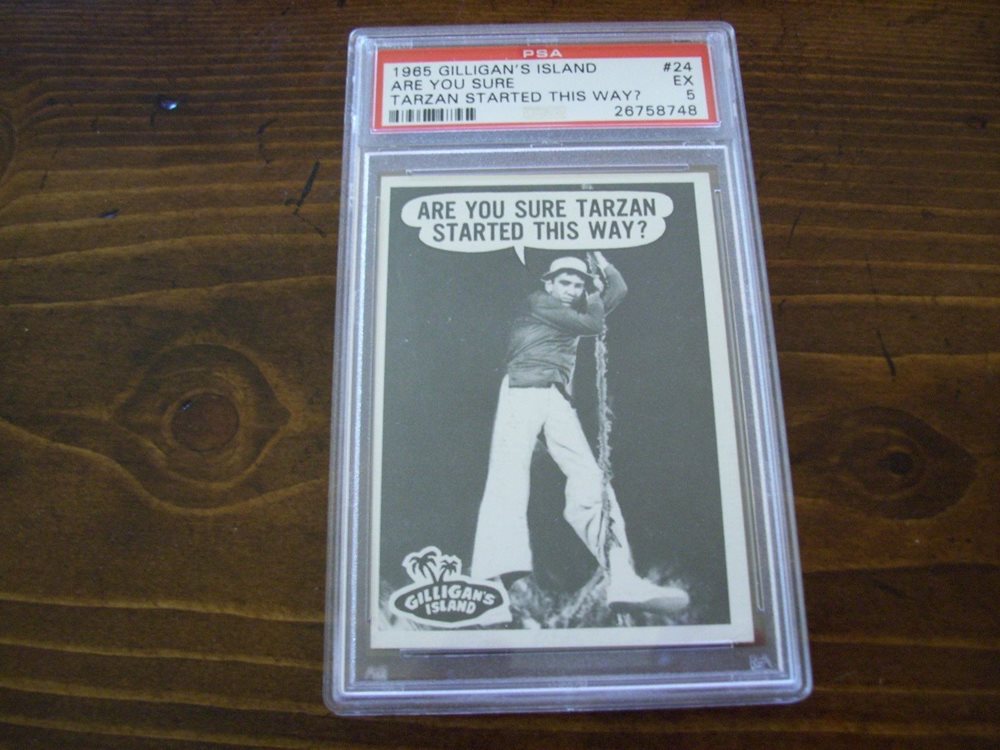 PSA
1965 GILLIGAN'S ISLAND #24
ARE YOU SURE EX
TARZAN STARTED THIS WAY? 5
26758748
ARE YOU SURE TARZAN
STARTED THIS WAY?
GILLIGAN'S
ISLAND